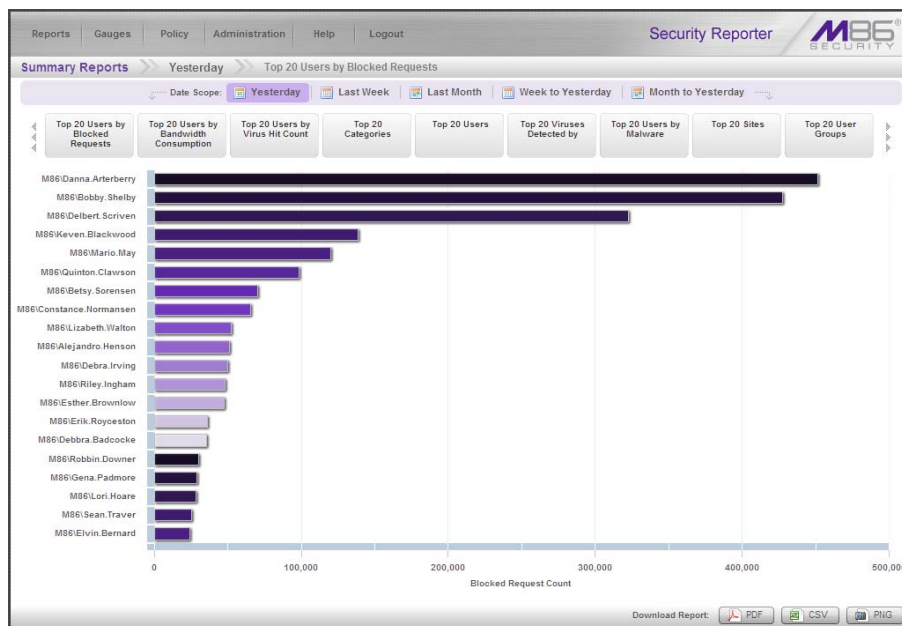 Reports Gauges Policy Administration Help Logout Security Reporter M86®
SECURITY
Summary Reports Yesterday Top 20 Users by Blocked Requests
Date Scope: Yesterday Last Week Last Month Week to Yesterday Month to Yesterday
Top 20 Users by Blocked Requests
Top 20 Users by Bandwidth Consumption
Top 20 Users by Virus Hit Count
Top 20 Categories
Top 20 Users
Top 20 Viruses Detected by
Top 20 Users by Malware
Top 20 Sites
Top 20 User Groups
M86\Danna.Arterberry
M86\Bobby.Shelby
M86\Delbert.Scriven
M86\Keven.Blackwood
M86\Mario.May
M86\Quinton.Clawson
M86\Betsy.Sorensen
M86\Constance.Normansen
M86\Lizabeth.Walton
M86\Alejandro.Henson
M86\Debra.Irving
M86\Riley.Ingham
M86\Esther.Brownlow
M86\Erik.Royceston
M86\Debbra.Badcocke
M86\Robbin.Downer
M86\Gena.Padmore
M86\Lori.Hoare
M86\Sean.Traver
M86\Elvin.Bernard
0 100,000 200,000 300,000 400,000 500,00
Blocked Request Count
Download Report: PDF CSV PNG